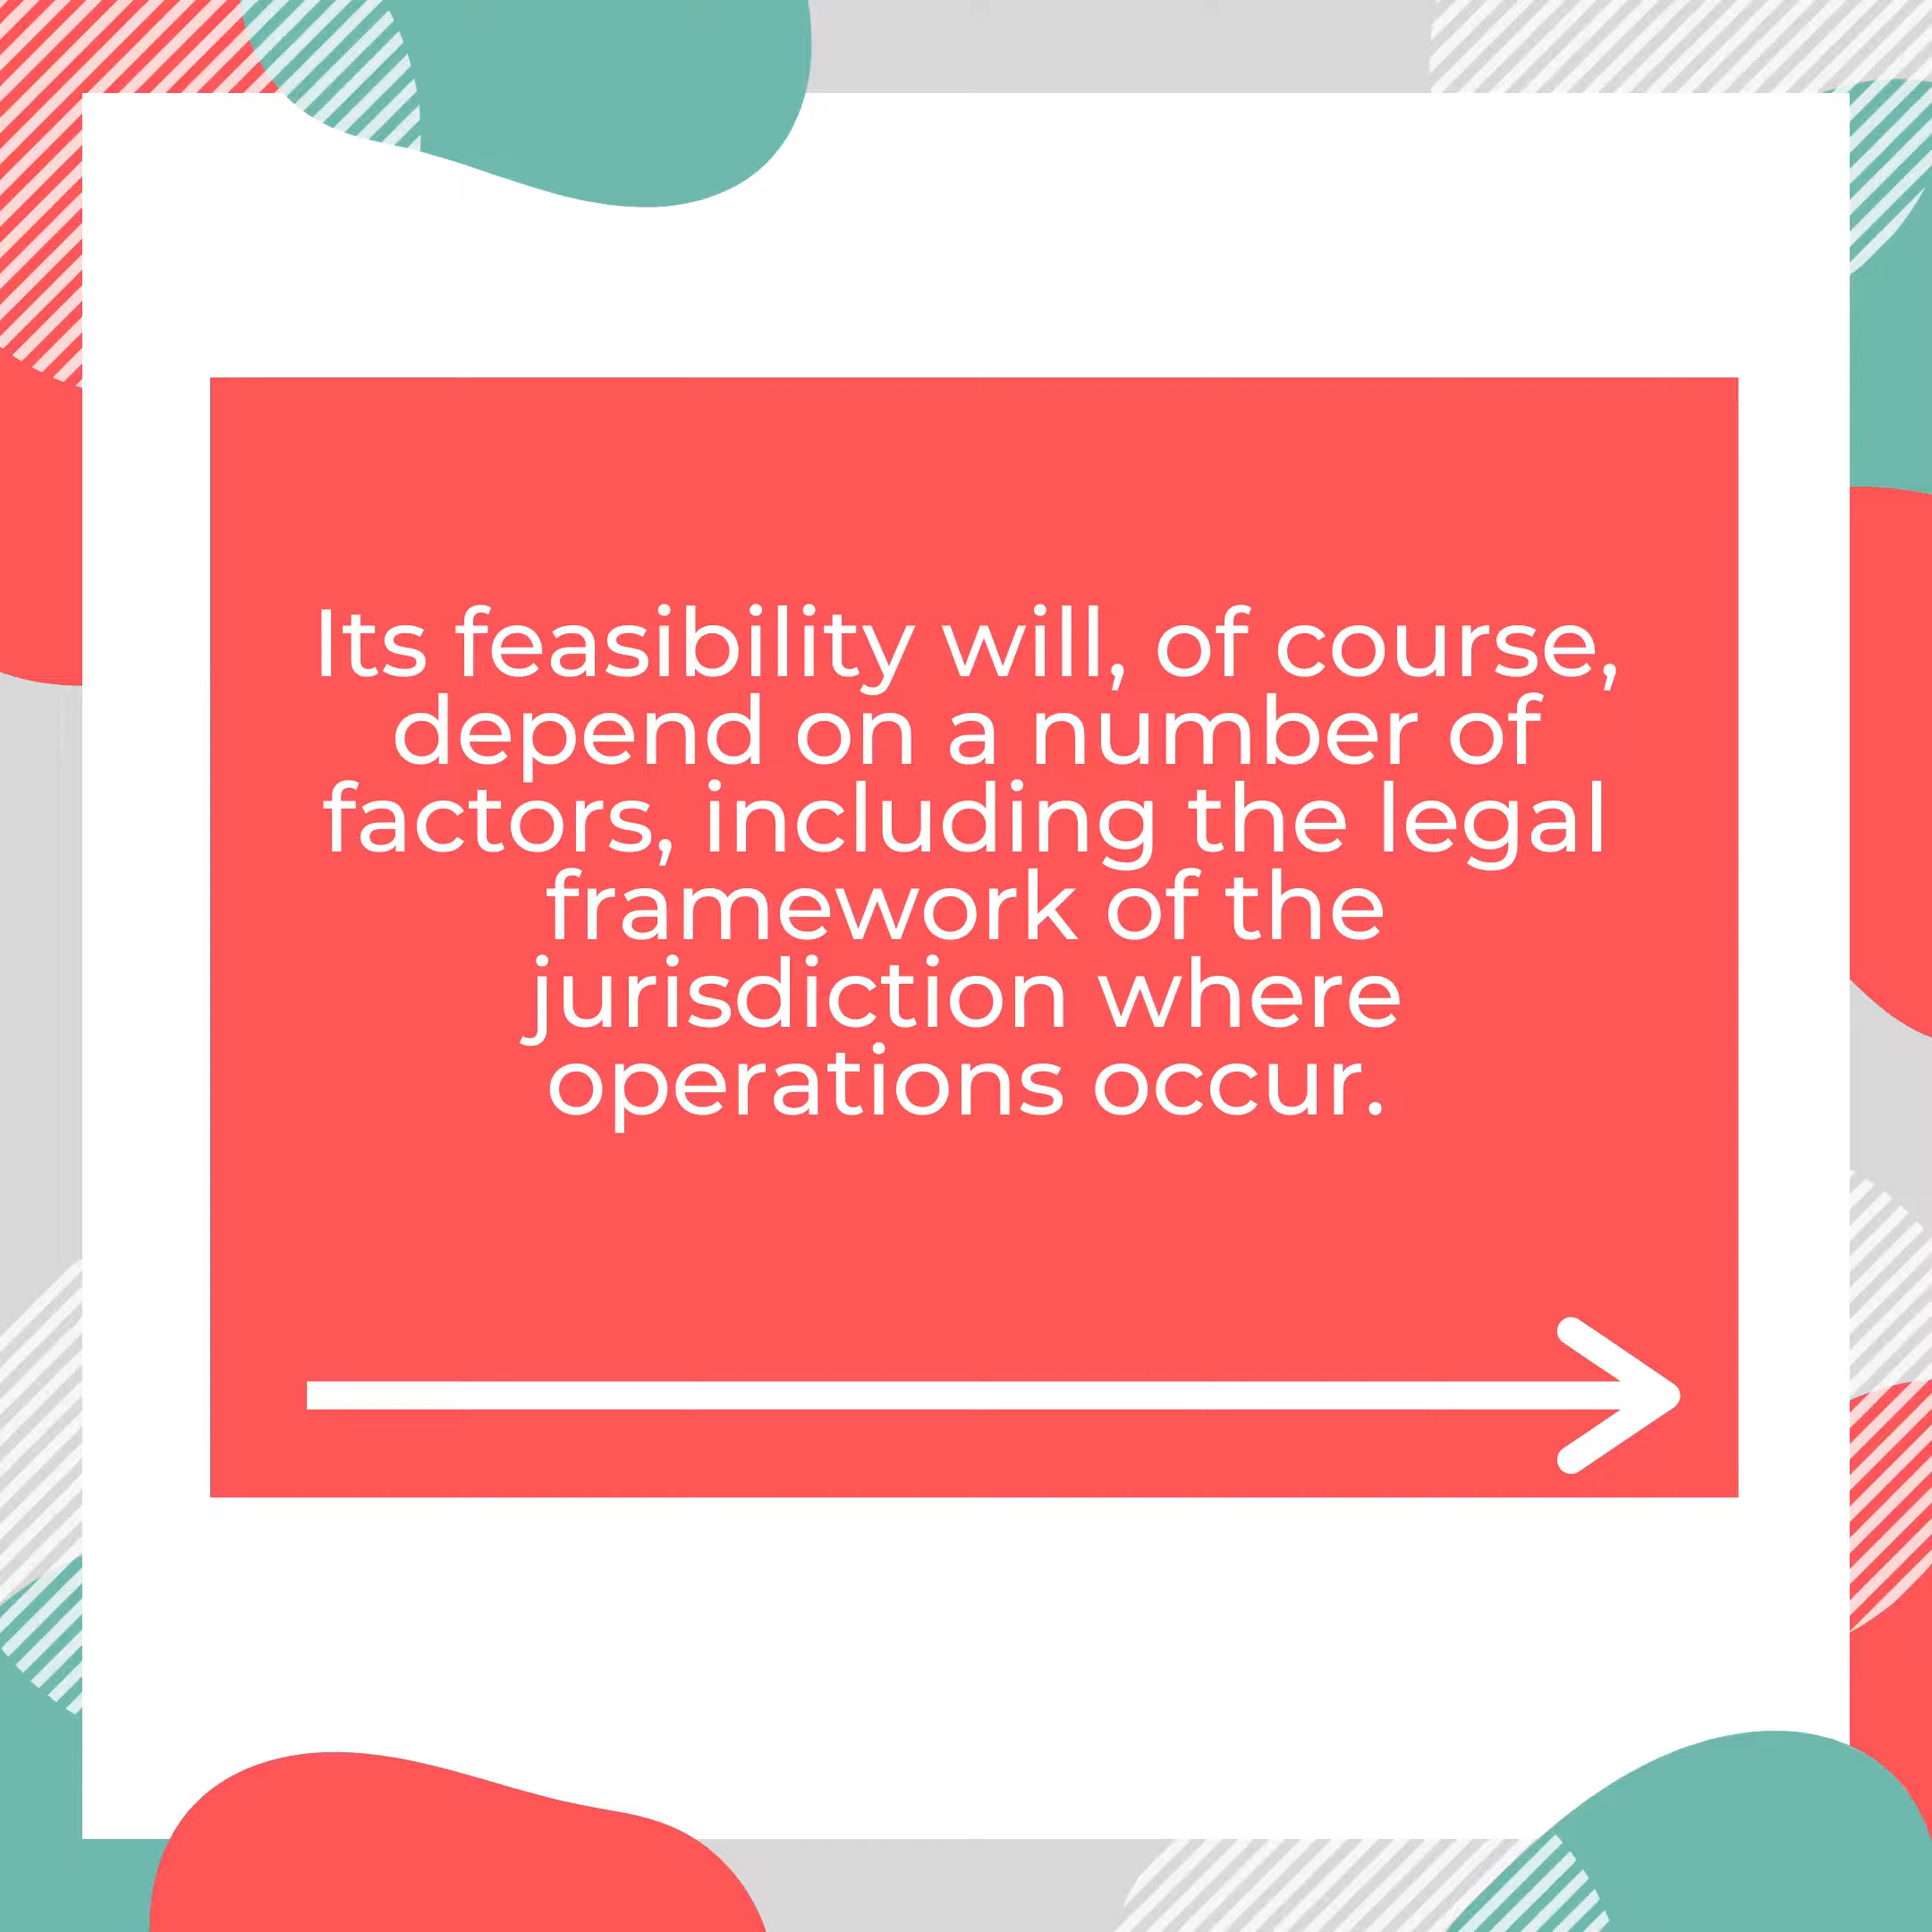 Its feasibility will, of course,
depend on a number of
factors, including the legal
framework of the
jurisdiction where
operations occur.